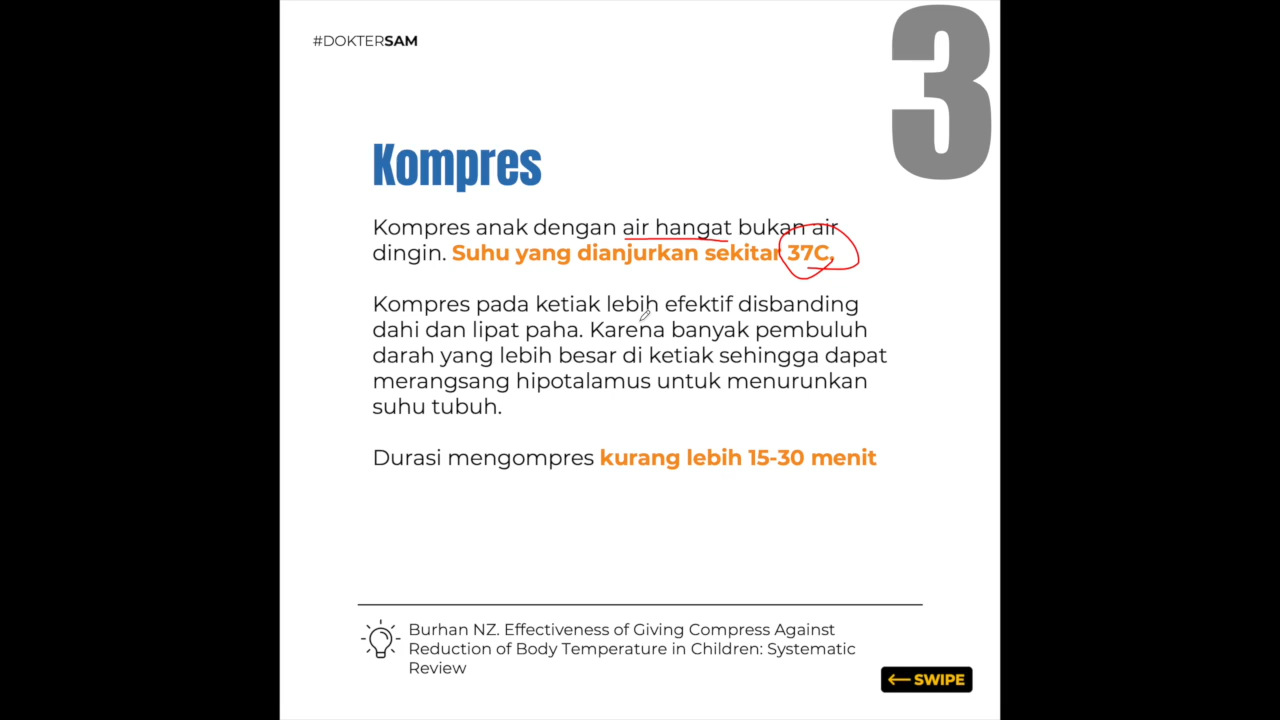 #DOKTERSAM
3
Kompres
Kompres anak dengan air hangat bukan air
dingin. Suhu yang dianjurkan sekitar 37C,
Kompres pada ketiak lebih efektif disbanding
dahi dan lipat paha. Karena banyak pembuluh
darah yang lebih besar di ketiak sehingga dapat
merangsang hipotalamus untuk menurunkan
suhu tubuh.
Durasi mengompres kurang lebih 15-30 menit
Burhan NZ. Effectiveness of Giving Compress Against
Reduction of Body Temperature in Children: Systematic
Review
SWIPE